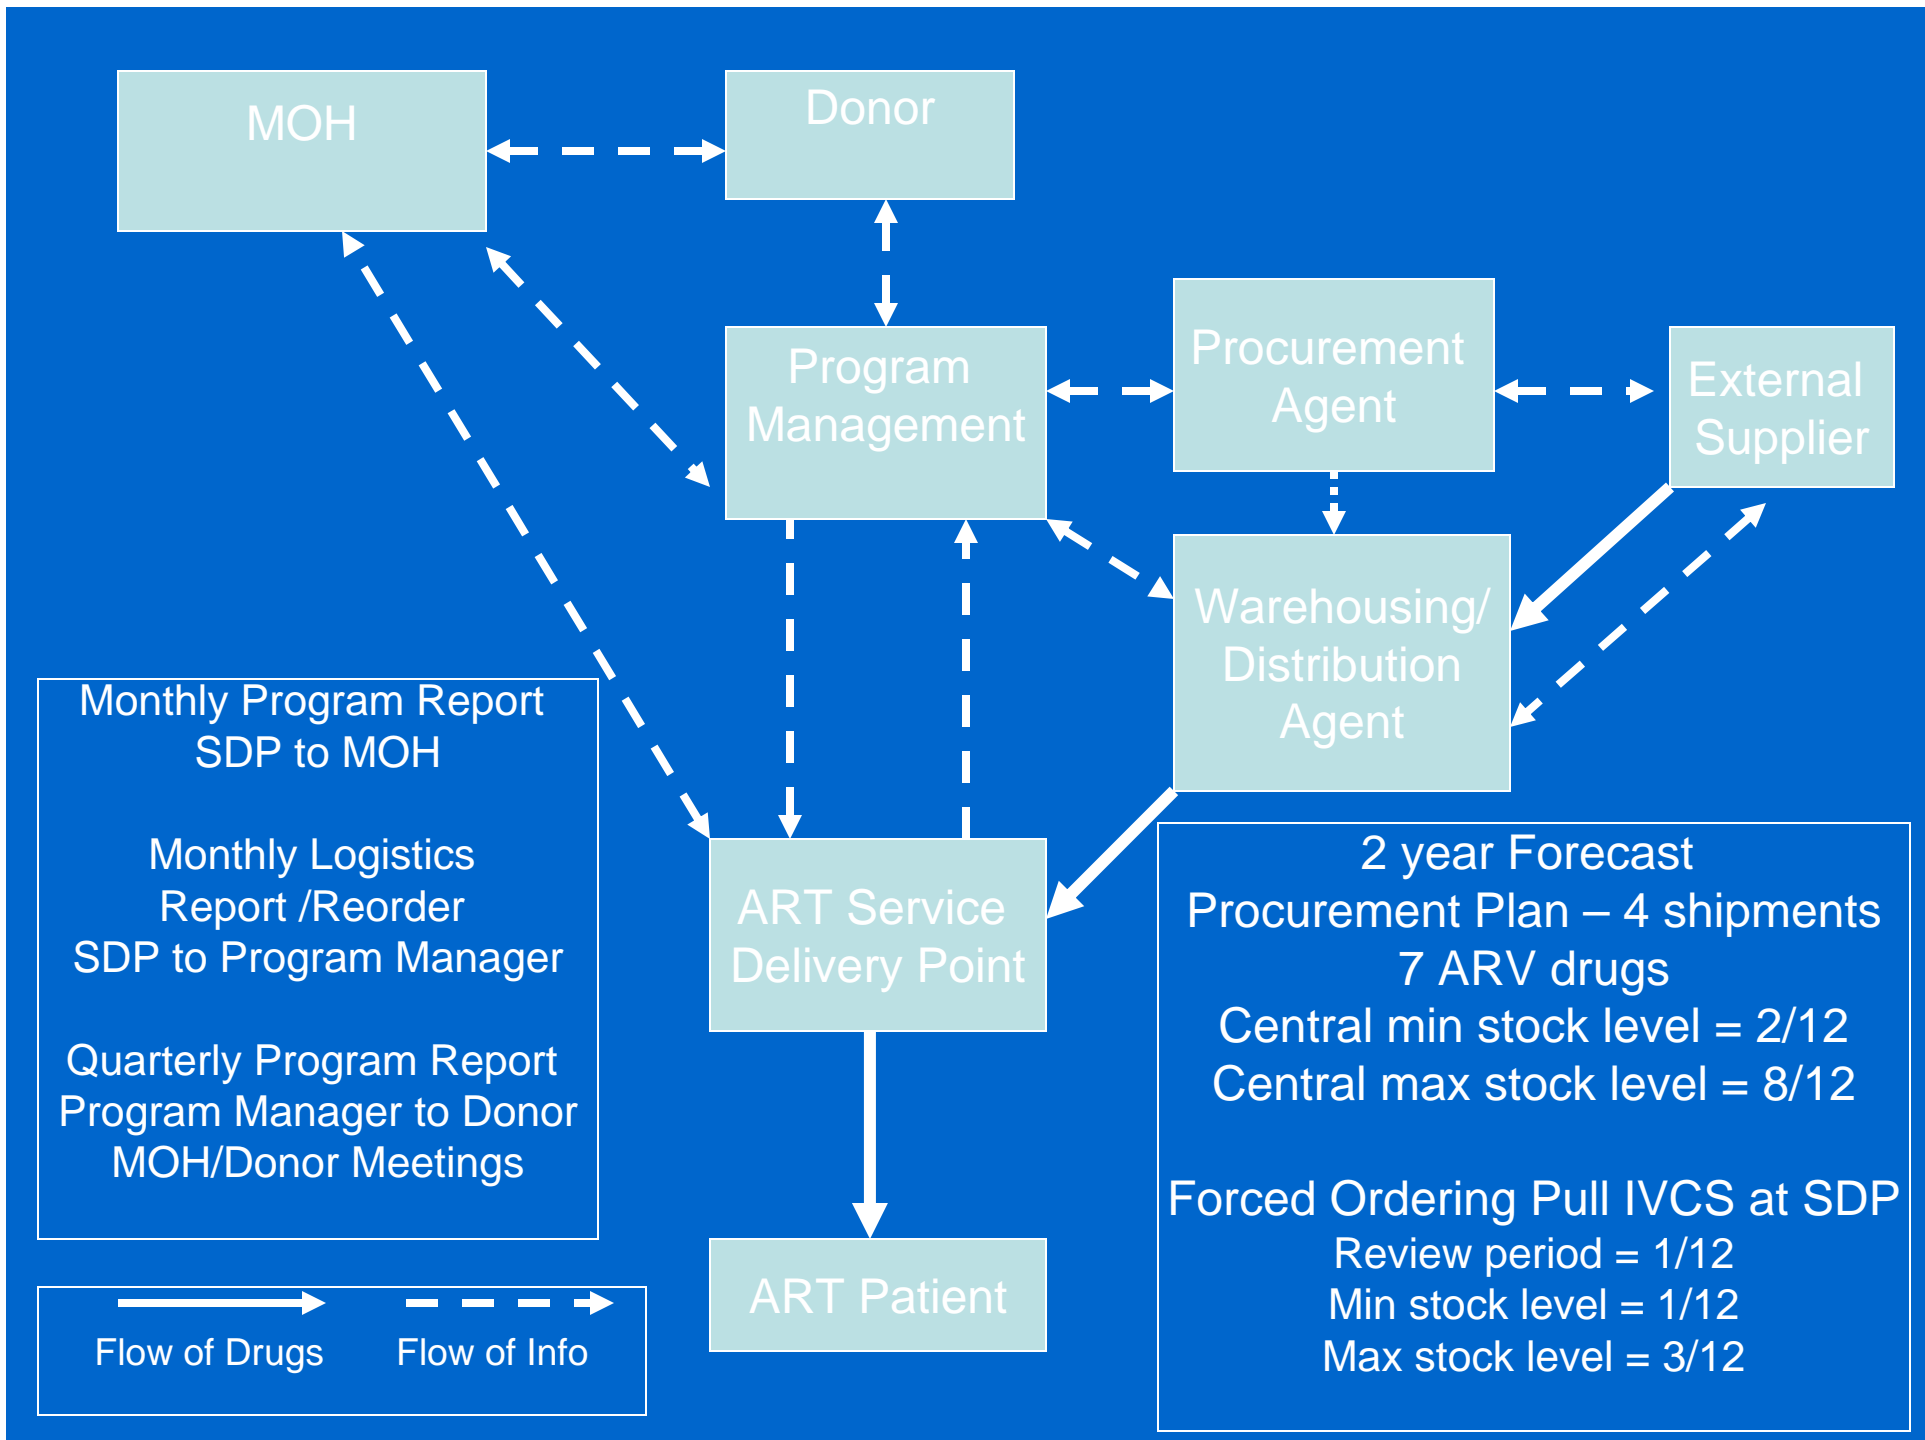 MOH
Donor
Program
Management
Procurement
Agent
External
Supplier
Warehousing/
Distribution
Agent
Monthly Program Report
SDP to MOH
Monthly Logistics
Report /Reorder
SDP to Program Manager
Quarterly Program Report
Program Manager to Donor
MOH/Donor Meetings
ART Service
Delivery Point
2 year Forecast
Procurement Plan – 4 shipments
7 ARV drugs
Central min stock level = 2/12
Central max stock level = 8/12
Forced Ordering Pull IVCS at SDP
Review period = 1/12
Min stock level = 1/12
Max stock level = 3/12
ART Patient
Flow of Drugs
Flow of Info